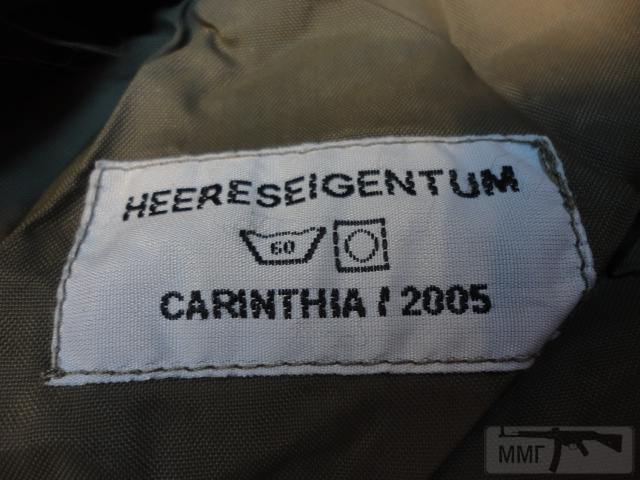 HEERESEIGENTUM
60
CARINTHIA / 2005
ММГ